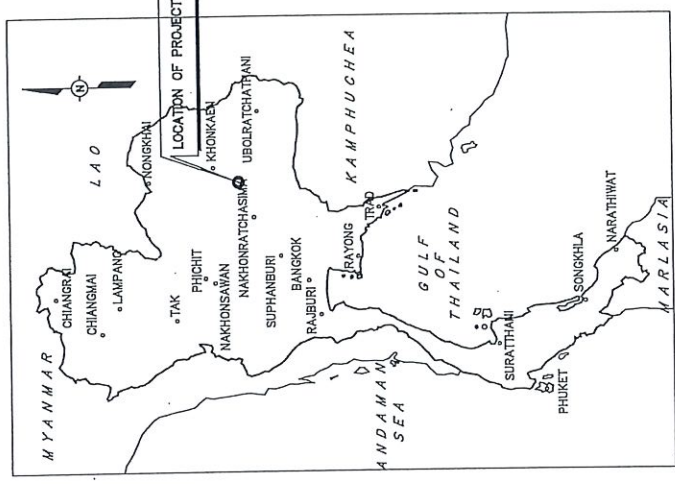 MYANMAR
LAO
N
LOCATION OF PROJECT
CHIANGRAI
CHIANGMAI
LAMPANG
NONGKHAI
TAK
PHICHIT
KHONKAEN
NAKHONSAWAN
NAKHONRATCHASIMA
UBOLRATCHATHANI
SUPHANBURI
BANGKOK
RAJBURI
RAYONG
TRAD
KAMPHUCHEA
ANDAMAN
SEA
GULF
OF
THAILAND
SURATTHANI
PHUKET
SONGKHLA
NARATHIWAT
MARLASIA